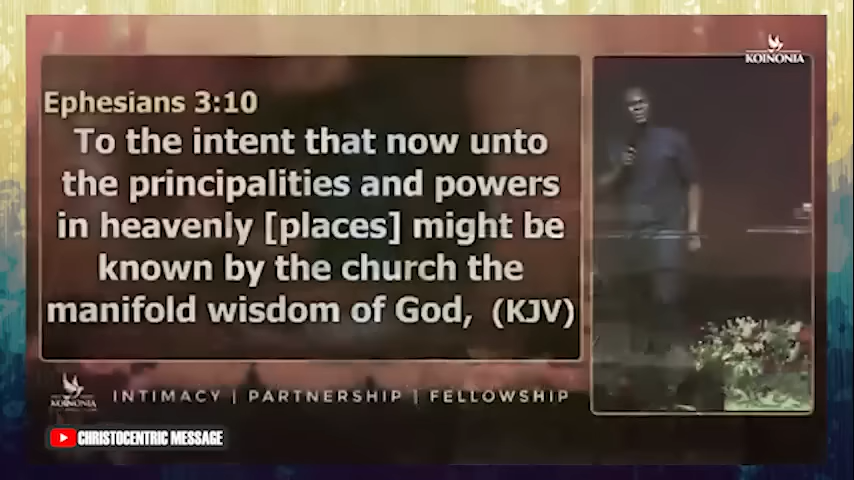 KOINONIA
Ephesians 3:10
To the intent that now unto
the principalities and powers
in heavenly [places] might be
known by the church the
manifold wisdom of God, (KJV)
KOINONIA
INTIMACY | PARTNERSHIP | FELLOWSHIP
CHRISTOCENTRIC MESSAGE